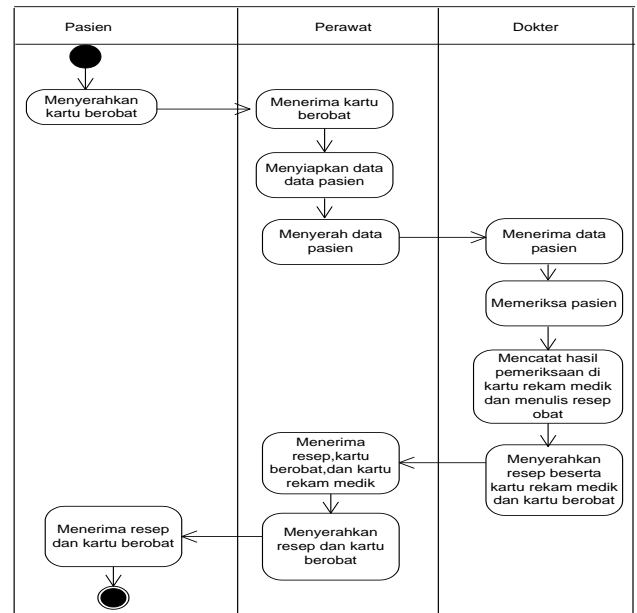 Pasien
Perawat
Dokter
Menyerahkan
kartu berobat
Menerima kartu
berobat
Menyiapkan data
data pasien
Menyerah data
pasien
Menerima data
pasien
Memeriksa pasien
Mencatat hasil
pemeriksaan di
kartu rekam medik
dan menulis resep
obat
Menyerahkan
resep beserta
kartu rekam medik
dan kartu berobat
Menerima
resep,kartu
berobat,dan kartu
rekam medik
Menyerahkan
resep dan kartu
berobat
Menerima resep
dan kartu berobat